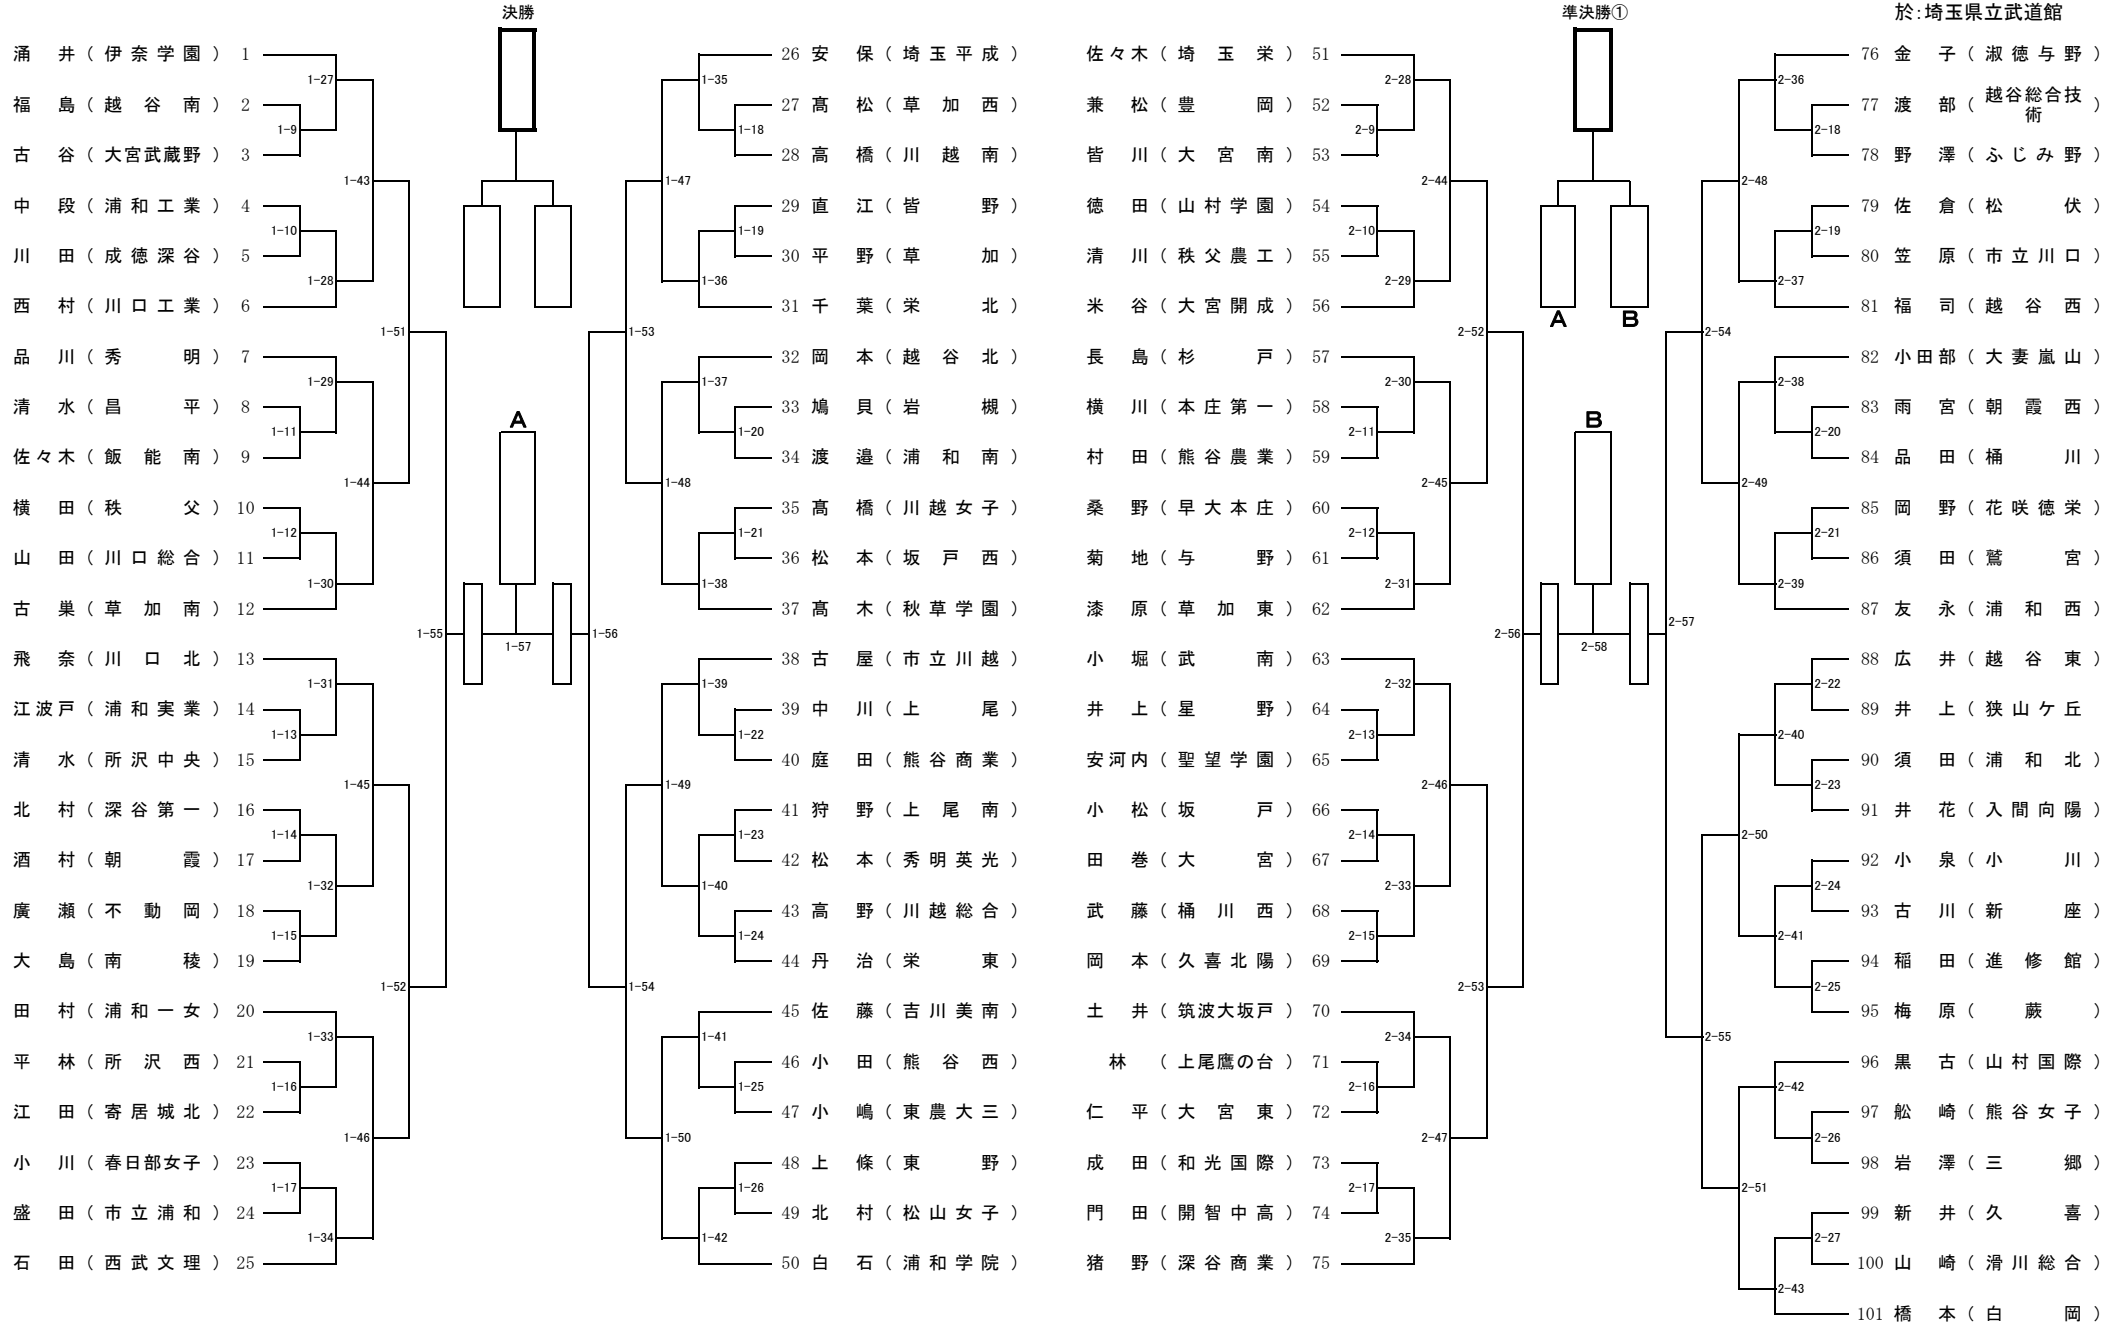 決勝
準決勝①
於:埼玉県立武道館
涌井（伊奈学園）1
福島（越谷南）2
古谷（大宮武蔵野）3
中段（浦和工業）4
川田（成徳深谷）5
西村（川口工業）6
品川（秀明）7
清水（昌平）8
佐々木（飯能南）9
横田（秩父）10
山田（川口総合）11
古巣（草加南）12
飛奈（川口北）13
江波戸（浦和実業）14
清水（所沢中央）15
北村（深谷第一）16
酒村（朝霞）17
廣瀬（不動岡）18
大島（南稜）19
田村（浦和一女）20
平林（所沢西）21
江田（寄居城北）22
小川（春日部女子）23
盛田（市立浦和）24
石田（西武文理）25
1-9
1-10
1-11
1-12
1-13
1-14
1-15
1-16
1-17
1-27
1-28
1-29
1-30
1-31
1-32
1-33
1-34
1-43
1-44
1-45
1-46
1-51
1-52
1-55
A
1-57
1-56
1-53
1-54
1-47
1-48
1-49
1-50
1-35
1-36
1-37
1-38
1-39
1-40
1-41
1-42
1-18
1-19
1-20
1-21
1-22
1-23
1-24
1-25
1-26
26 安保（埼玉平成）
27 髙松（草加西）
28 高橋（川越南）
29 直江（皆野）
30 平野（草加）
31 千葉（栄北）
32 岡本（越谷北）
33 鳩貝（岩槻）
34 渡邉（浦和南）
35 髙橋（川越女子）
36 松本（坂戸西）
37 髙木（秋草学園）
38 古屋（市立川越）
39 中川（上尾）
40 庭田（熊谷商業）
41 狩野（上尾南）
42 松本（秀明英光）
43 高野（川越総合）
44 丹治（栄東）
45 佐藤（吉川美南）
46 小田（熊谷西）
47 小嶋（東農大三）
48 上條（東野）
49 北村（松山女子）
50 白石（浦和学院）
佐々木（埼玉栄）51
兼松（豊岡）52
皆川（大宮南）53
徳田（山村学園）54
清川（秩父農工）55
米谷（大宮開成）56
長島（杉戸）57
横川（本庄第一）58
村田（熊谷農業）59
桑野（早大本庄）60
菊地（与野）61
漆原（草加東）62
小堀（武南）63
井上（星野）64
安河内（聖望学園）65
小松（坂戸）66
田巻（大宮）67
武藤（桶川西）68
岡本（久喜北陽）69
土井（筑波大坂戸）70
林（上尾鷹の台）71
仁平（大宮東）72
成田（和光国際）73
門田（開智中高）74
猪野（深谷商業）75
2-9
2-10
2-11
2-12
2-13
2-14
2-15
2-16
2-17
2-28
2-29
2-30
2-31
2-32
2-33
2-34
2-35
2-44
2-45
2-46
2-47
2-52
2-53
2-56
A
B
B
2-58
2-57
2-54
2-55
2-48
2-49
2-50
2-51
2-36
2-37
2-38
2-39
2-40
2-41
2-42
2-43
2-18
2-19
2-20
2-21
2-22
2-23
2-24
2-25
2-26
2-27
76 金子（淑徳与野）
77 渡部（越谷総合技
術）
78 野澤（ふじみ野）
79 佐倉（松伏）
80 笠原（市立川口）
81 福司（越谷西）
82 小田部（大妻嵐山）
83 雨宮（朝霞西）
84 品田（桶川）
85 岡野（花咲徳栄）
86 須田（鷲宮）
87 友永（浦和西）
88 広井（越谷東）
89 井上（狭山ケ丘
90 須田（浦和北）
91 井花（入間向陽）
92 小泉（小川）
93 古川（新座）
94 稲田（進修館）
95 梅原（蕨）
96 黒古（山村国際）
97 舩崎（熊谷女子）
98 岩澤（三郷）
99 新井（久喜）
100 山崎（滑川総合）
101 橋本（白岡）